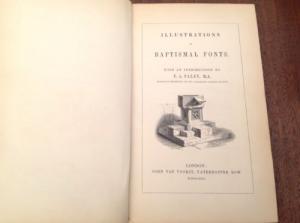 ILLUSTRATIONS
OF
BAPTISMAL FONTS.
WITH AN INTRODUCTION BY
F. A. PALEY, M.A.
LONDON:
JOHN VAN VOORST, PATERNOSTER ROW.